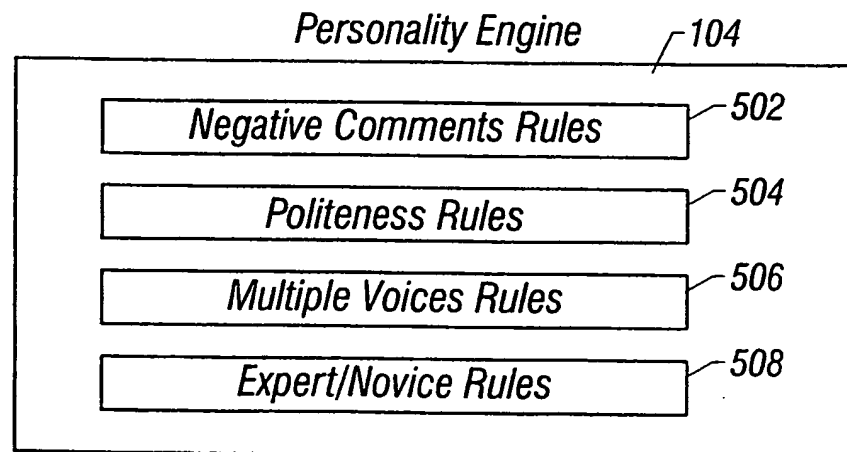 Personality Engine 104
Negative Comments Rules 502
Politeness Rules 504
Multiple Voices Rules 506
Expert/Novice Rules 508